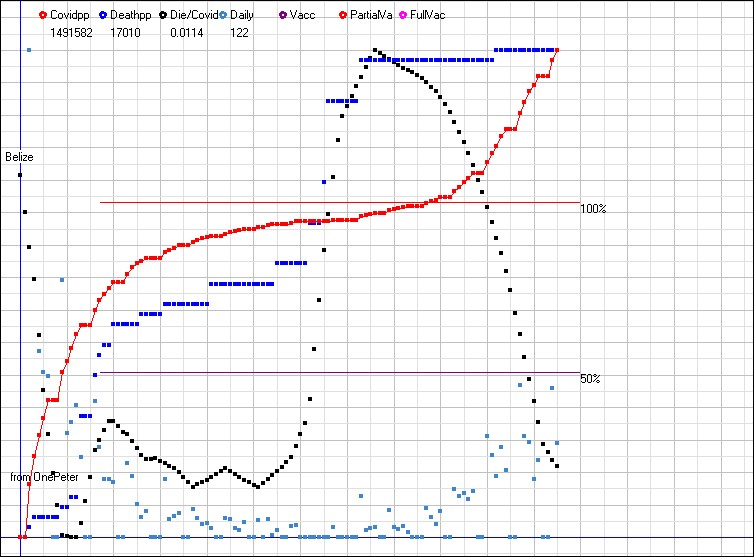 Covidpp Deathpp Die/Covid Daily Vacc PartialVa FullVac
1491582 17010 0.0114 122
Belize
100%
50%
from OnePeter